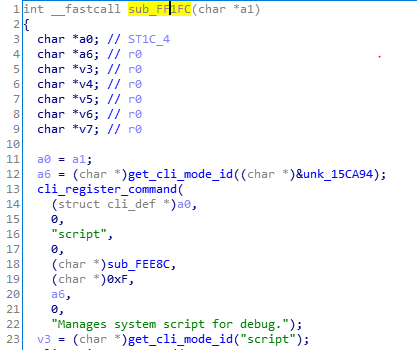 1 int __fastcall sub_FF1FC(char *a1)
2 {
3 char *a0; // ST1C_4
4 char *a6; // r0
5 char *v3; // r0
6 char *v4; // r0
7 char *v5; // r0
8 char *v6; // r0
9 char *v7; // r0
10
11 a0 = a1;
12 a6 = (char *)get_cli_mode_id((char *)&unk_15CA94);
13 cli_register_command(
14 (struct cli_def *)a0,
15 0,
16 "script",
17 0,
18 (char *)sub_FEE8C,
19 (char *)0xF,
20 a6,
21 0,
22 "Manages system script for debug.");
23 v3 = (char *)get_cli_mode_id("script");